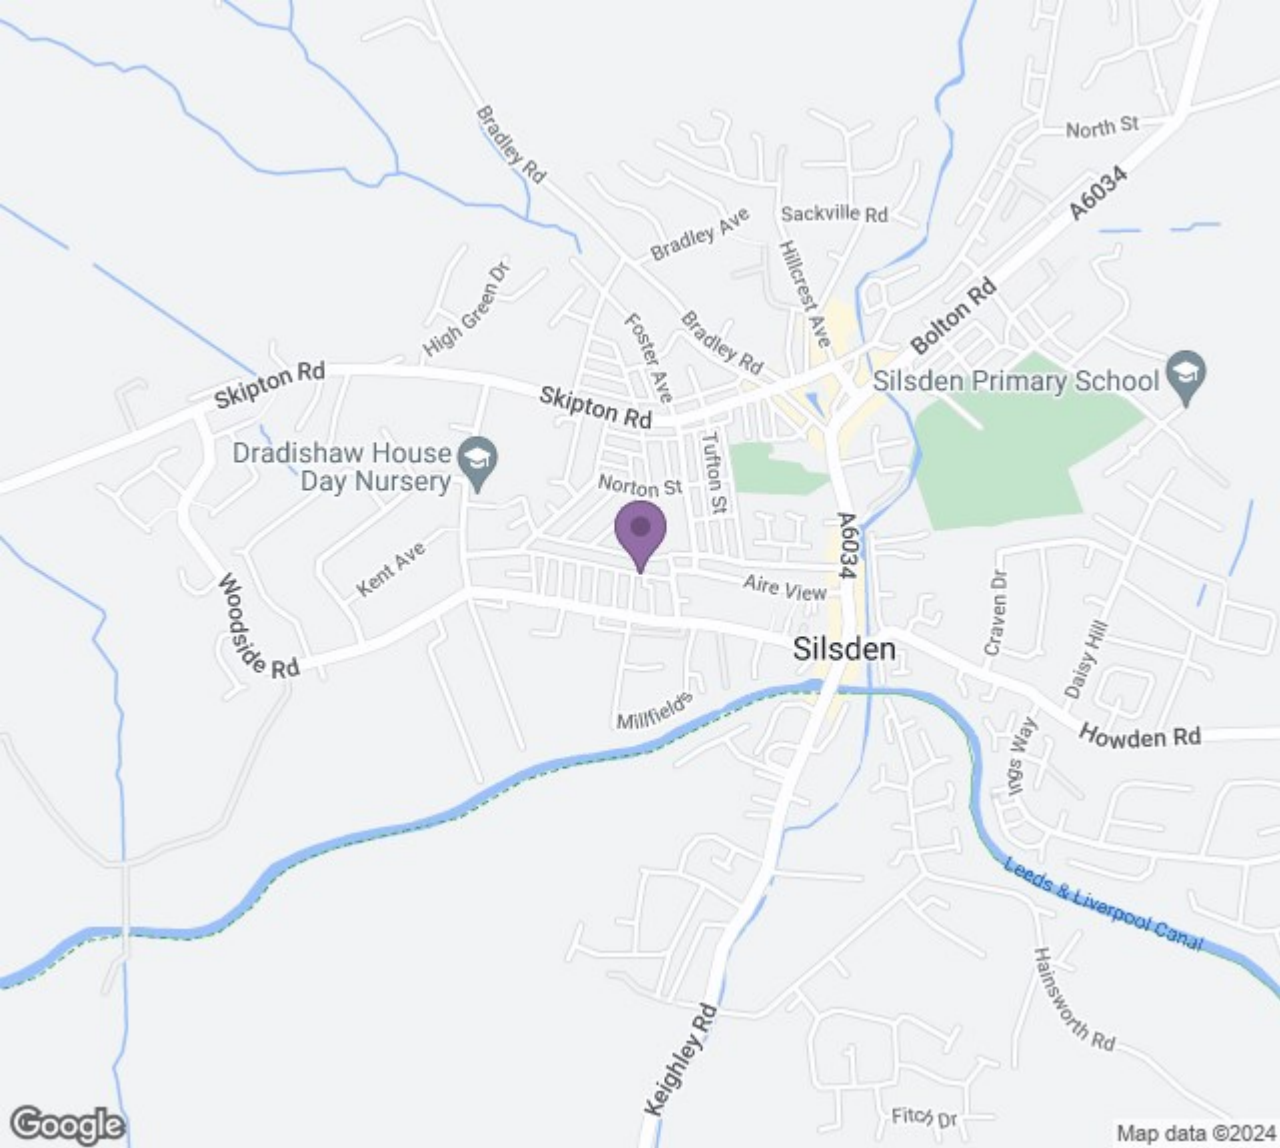 Bradley Rd
North St
A6034
Sackville Rd
Bradley Ave
Hillcrest Ave
High Green Dr
Bolton Rd
Foster Ave
Bradley Rd
Skipton Rd
Silsden Primary School
Skipton Rd
Dradishaw House
Day Nursery
Tufton St
Norton St
A6034
Kent Ave
Aire View
Woodside Rd
Craven Dr
Silsden
Daisy Hill
Millfields
Howden Rd
Ings Way
Leeds & Liverpool Canal
Hainsworth Rd
Keighley Rd
Fitch Dr
Google
Map data ©2024